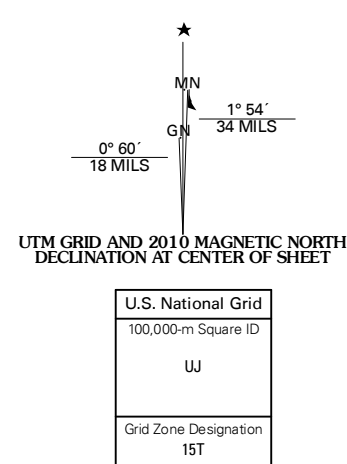 ★
MN
1° 54´
34 MILS
GN
0° 60´
18 MILS
UTM GRID AND 2010 MAGNETIC NORTH
DECLINATION AT CENTER OF SHEET
U.S. National Grid
100,000-m Square ID
UJ
Grid Zone Designation
15T